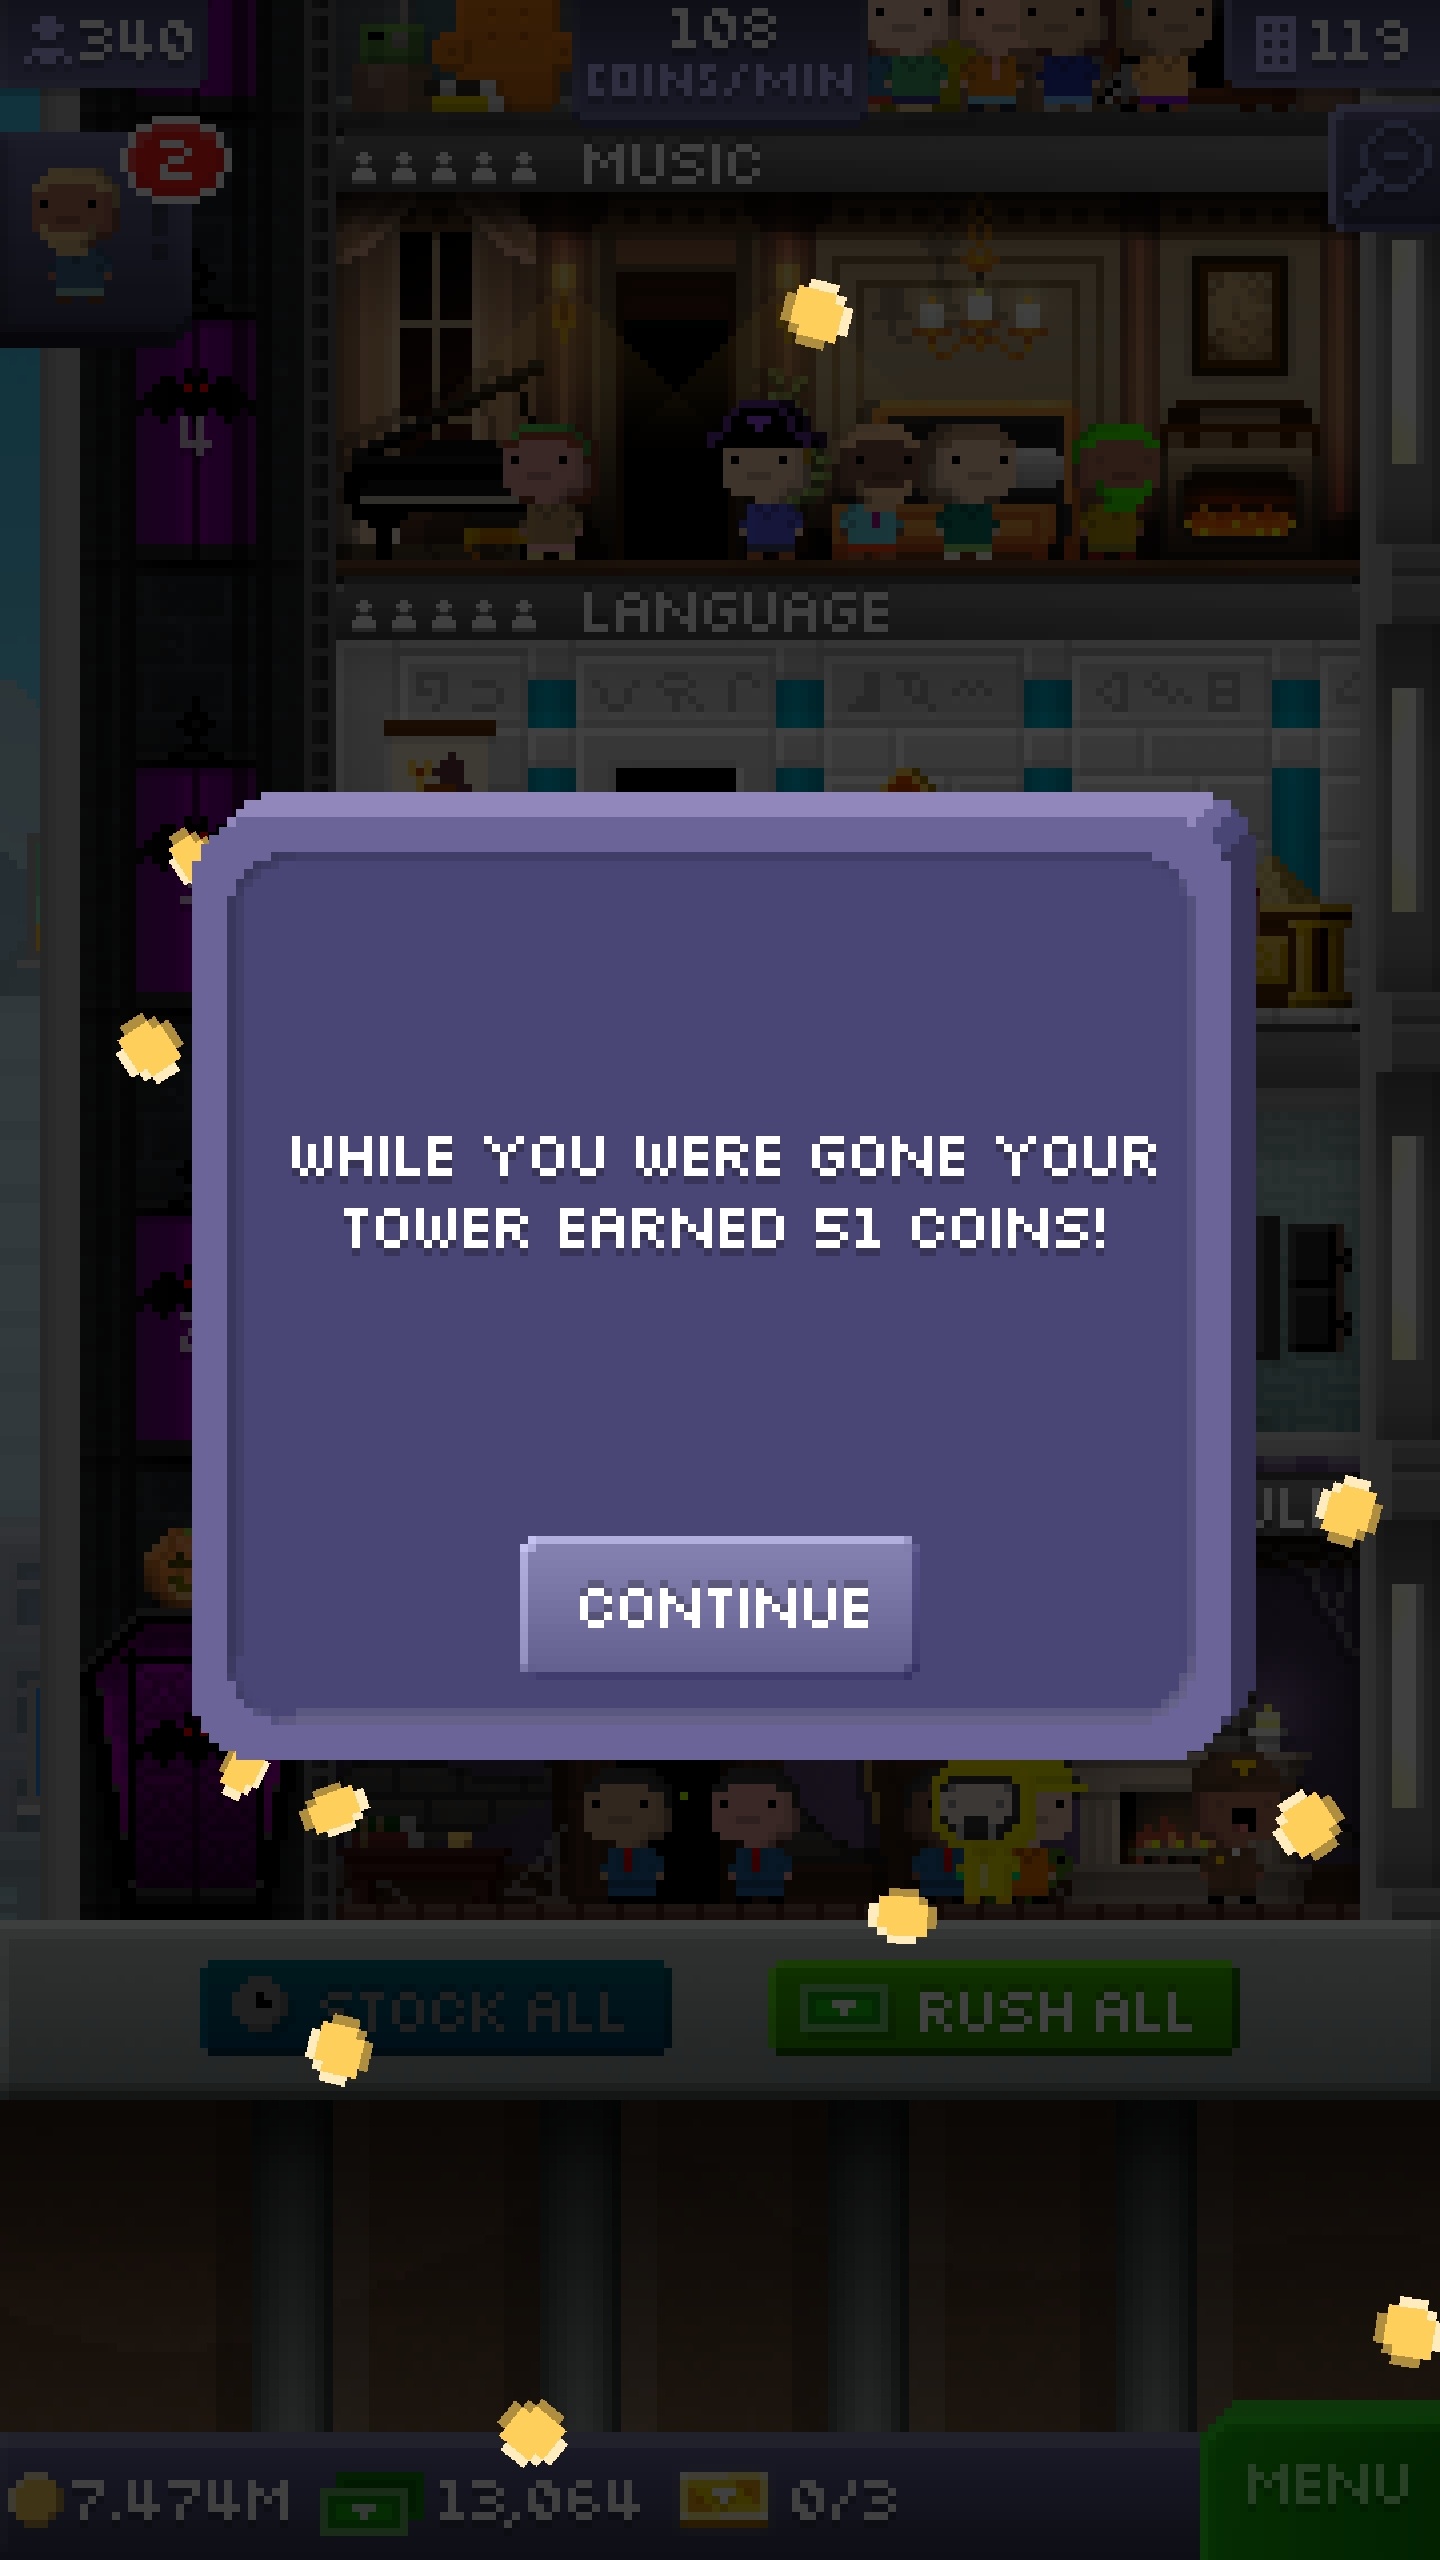 340
108
COINS/MIN
119
2
MUSIC
4
LANGUAGE
WHILE YOU WERE GONE YOUR
TOWER EARNED 51 COINS!
CONTINUE
STOCK ALL
RUSH ALL
7.474M
13,064
0/3
MENU